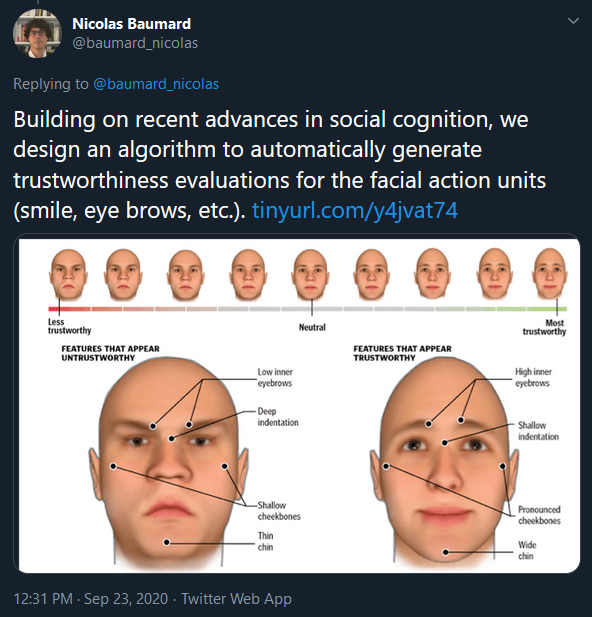 Nicolas Baumard
@baumard_nicolas
Replying to @baumard_nicolas
Building on recent advances in social cognition, we
design an algorithm to automatically generate
trustworthiness evaluations for the facial action units
(smile, eye brows, etc.). tinyurl.com/y4jvat74
Less
trustworthy
Neutral
Most
trustworthy
FEATURES THAT APPEAR
UNTRUSTWORTHY
Low inner
eyebrows
Deep
indentation
Shallow
cheekbones
Thin
chin
FEATURES THAT APPEAR
TRUSTWORTHY
High inner
eyebrows
Shallow
indentation
Pronounced
cheekbones
Wide
chin
12:31 PM · Sep 23, 2020 · Twitter Web App